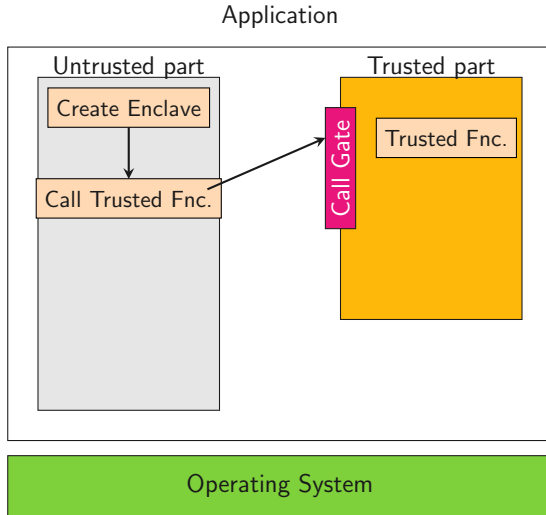 Application
Untrusted part
Trusted part
Create Enclave
Call Trusted Fnc.
Call Gate
Trusted Fnc.
Operating System